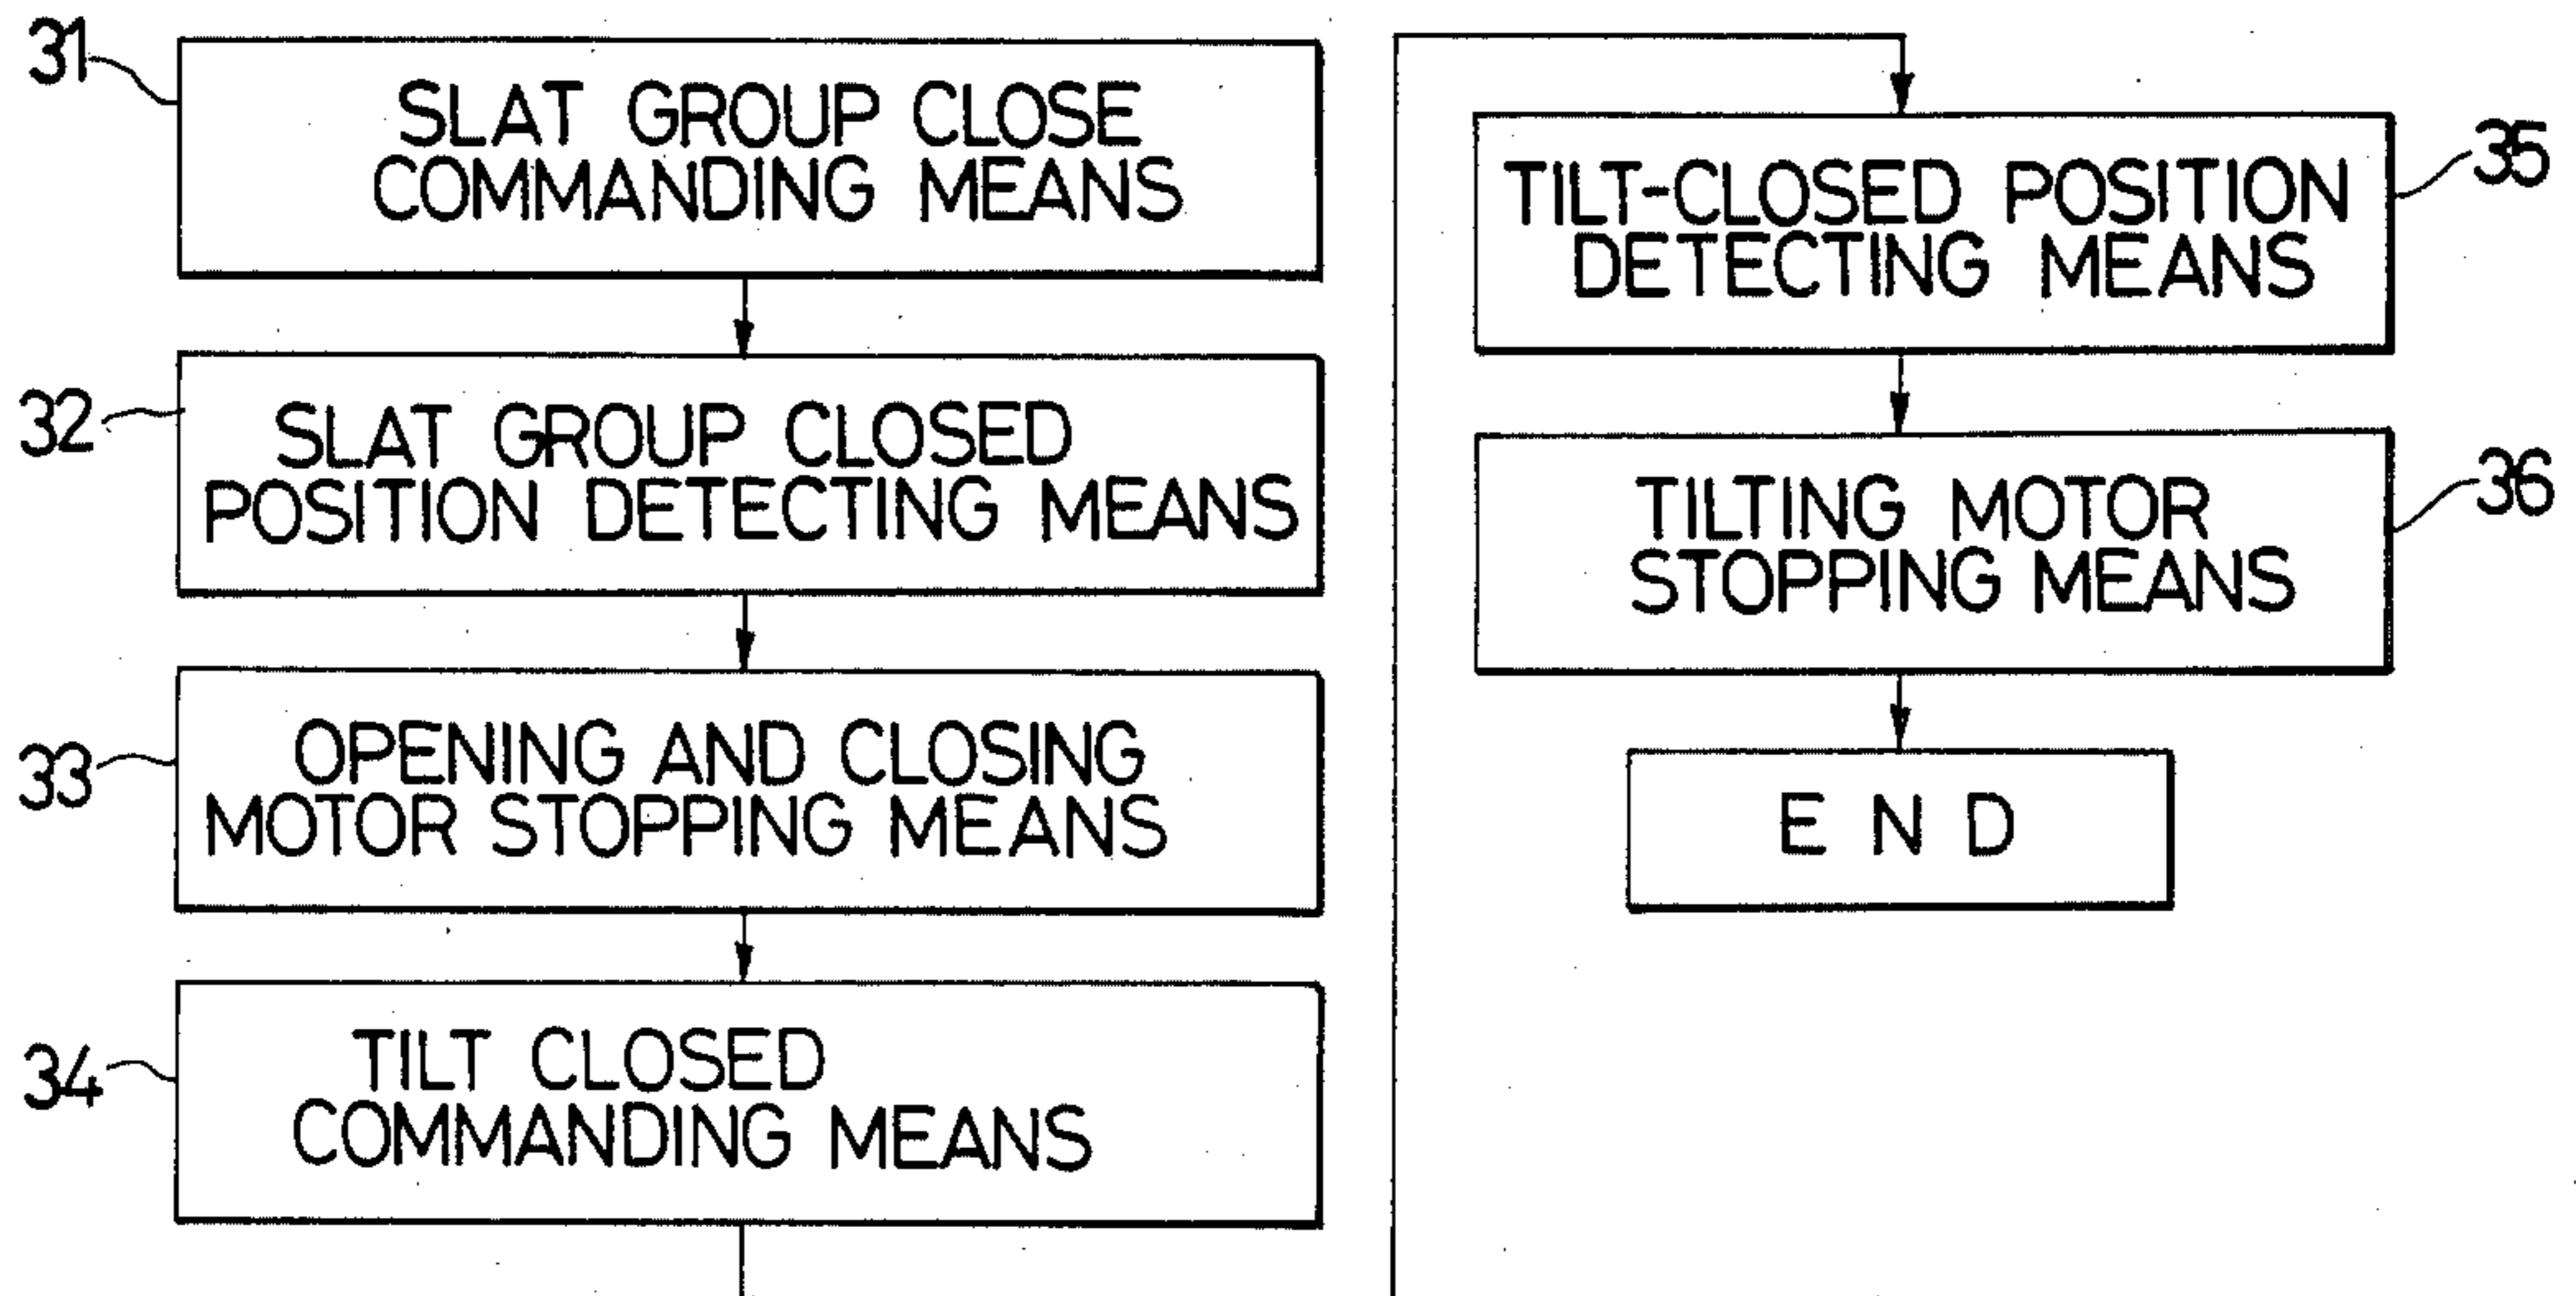 31
SLAT GROUP CLOSE
COMMANDING MEANS
32
SLAT GROUP CLOSED
POSITION DETECTING MEANS
33
OPENING AND CLOSING
MOTOR STOPPING MEANS
34
TILT CLOSED
COMMANDING MEANS
35
TILT-CLOSED POSITION
DETECTING MEANS
36
TILTING MOTOR
STOPPING MEANS
END